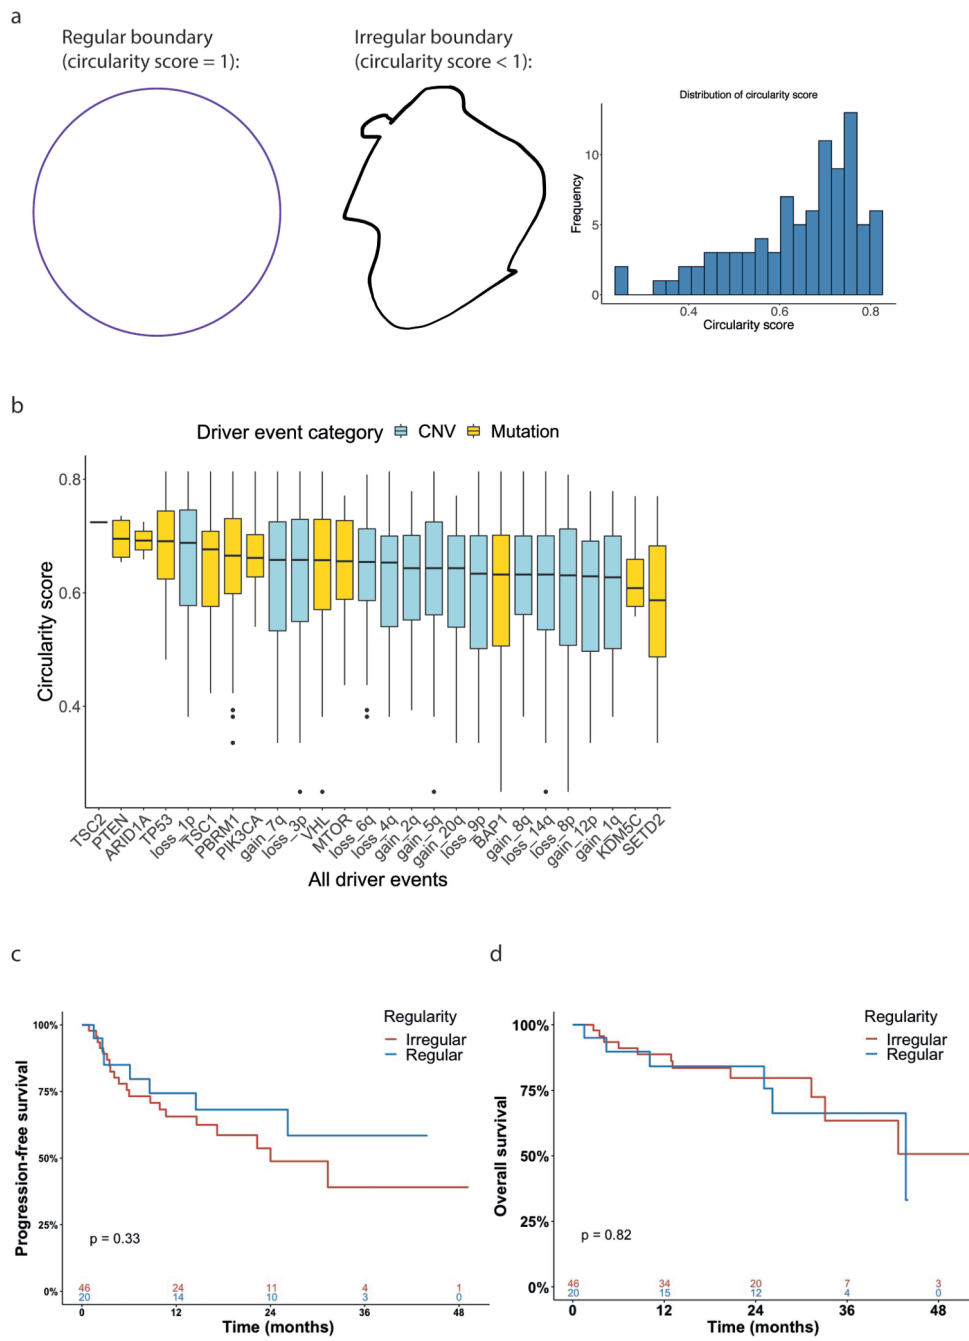 a
Regular boundary
(circularity score = 1):
Irregular boundary
(circularity score < 1):
Distribution of circularity score
Frequency
10
5
0
0.4 0.6 0.8
Circularity score
b
Driver event category CNV Mutation
Circularity score
0.8
0.6
0.4
TSC2 PTEN ARID1A TP53 loss_1p TSC1 PBRM1 PIK3CA gain_7q loss_3p VHL MTOR loss_6q loss_4q gain_2q gain_5q gain_20q loss_9p BAP1 gain_8q loss_14q loss_8p gain_12p gain_1q KDM5C SETD2
All driver events
c
Regularity
Irregular
Regular
Progression-free survival
100%
75%
50%
25%
0%
p = 0.33
46 24 11 4 1
20 14 10 3 0
0 12 24 36 48
Time (months)
d
Regularity
Irregular
Regular
Overall survival
100%
75%
50%
25%
0%
p = 0.82
46 34 20 7 3
20 15 12 4 0
0 12 24 36 48
Time (months)